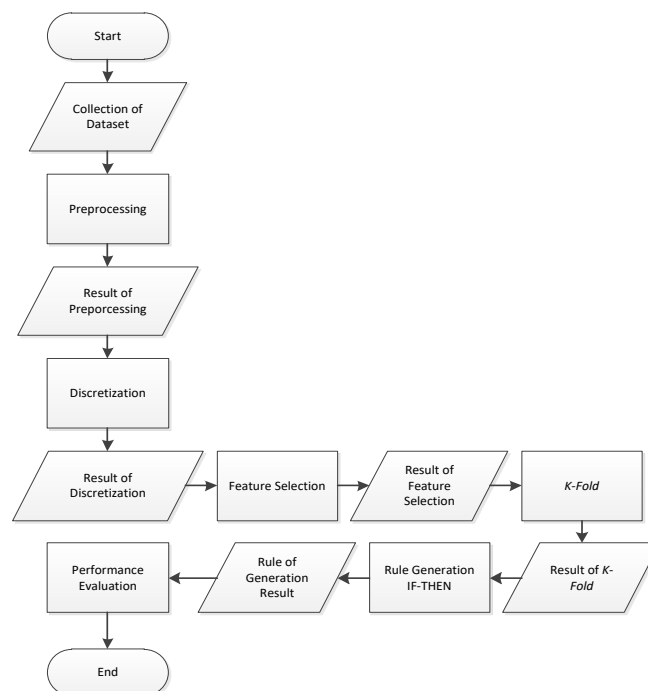 Start
Collection of
Dataset
Preprocessing
Result of
Preporcessing
Discretization
Result of
Discretization
Feature Selection
Result of
Feature
Selection
K-Fold
Result of K-
Fold
Rule Generation
IF-THEN
Rule of
Generation
Result
Performance
Evaluation
End